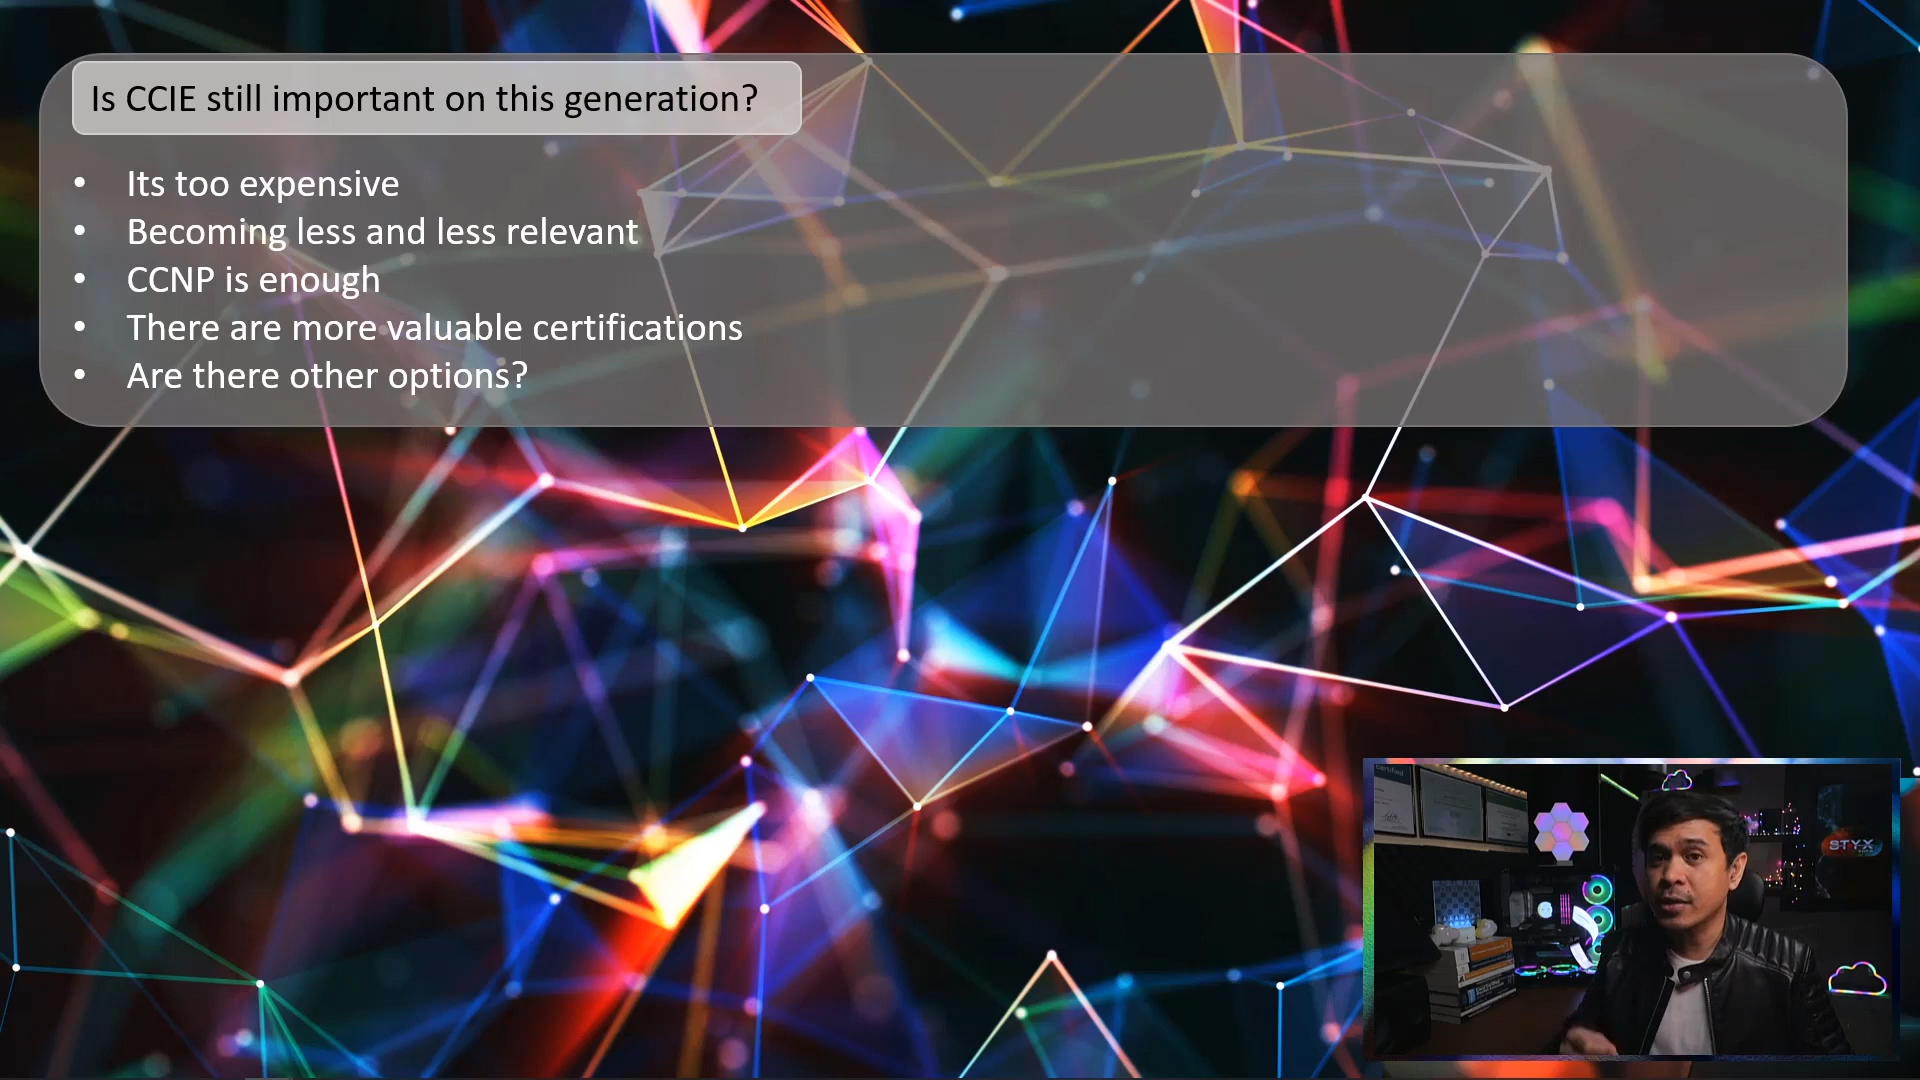 Is CCIE still important on this generation?
• Its too expensive
• Becoming less and less relevant
• CCNP is enough
• There are more valuable certifications
• Are there other options?
STYX